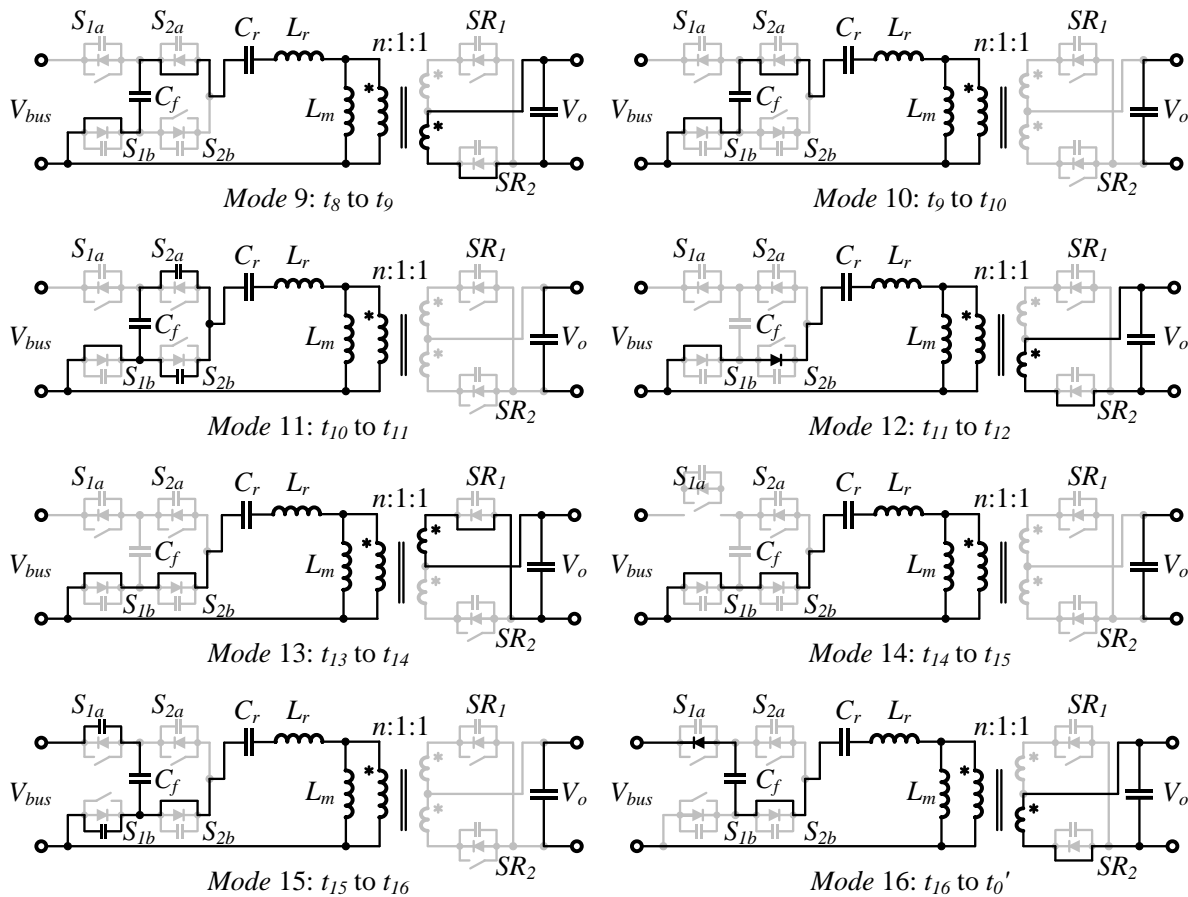 S1a S2a Cr Lr n:1:1 SR1
Vbus Cf Lm * * * Vo
S1b S2b SR2
Mode 9: t8 to t9
S1a S2a Cr Lr n:1:1 SR1
Vbus Cf Lm * * * Vo
S1b S2b SR2
Mode 10: t9 to t10
S1a S2a Cr Lr n:1:1 SR1
Vbus Cf Lm * * * Vo
S1b S2b SR2
Mode 11: t10 to t11
S1a S2a Cr Lr n:1:1 SR1
Vbus Cf Lm * * * Vo
S1b S2b SR2
Mode 12: t11 to t12
S1a S2a Cr Lr n:1:1 SR1
Vbus Cf Lm * * * Vo
S1b S2b SR2
Mode 13: t13 to t14
S1a S2a Cr Lr n:1:1 SR1
Vbus Cf Lm * * * Vo
S1b S2b SR2
Mode 14: t14 to t15
S1a S2a Cr Lr n:1:1 SR1
Vbus Cf Lm * * * Vo
S1b S2b SR2
Mode 15: t15 to t16
S1a S2a Cr Lr n:1:1 SR1
Vbus Cf Lm * * * Vo
S1b S2b SR2
Mode 16: t16 to t0'